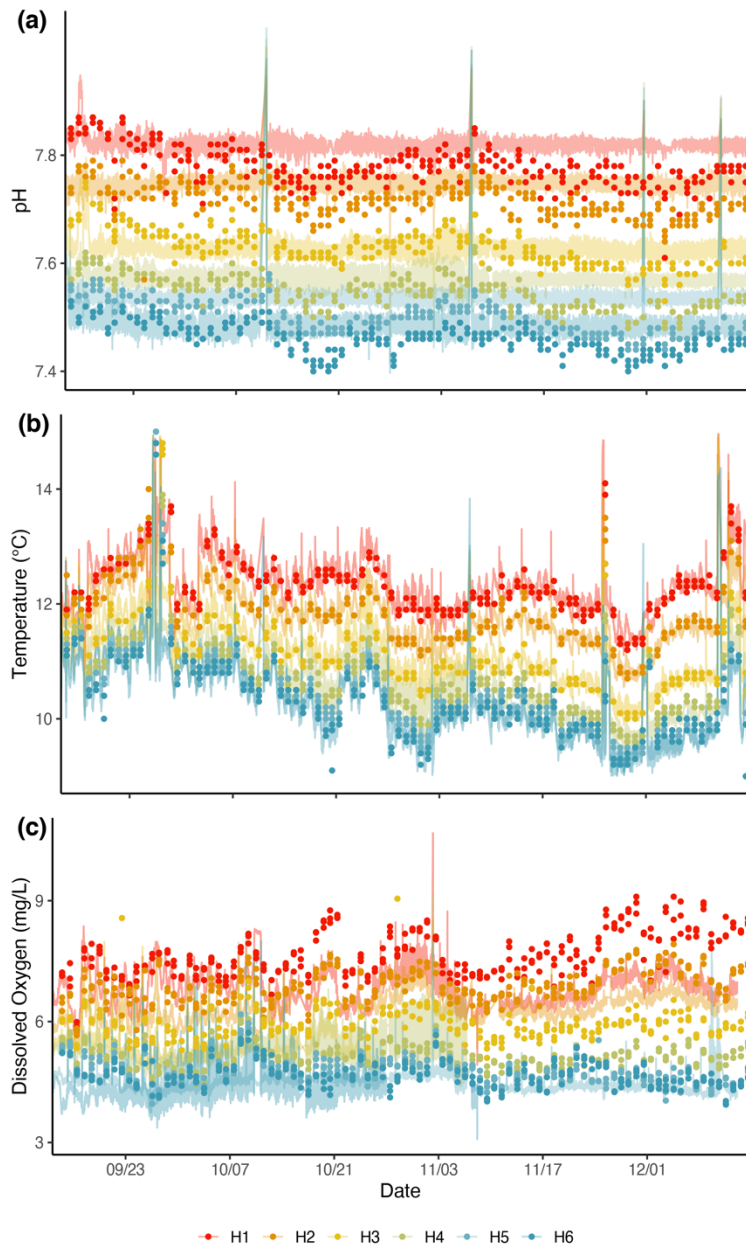 (a)
7.8
7.6
7.4
pH
(b)
14
12
10
Temperature (°C)
(c)
9
6
3
Dissolved Oxygen (mg/L)
09/23 10/07 10/21 11/03 11/17 12/01
Date
H1 H2 H3 H4 H5 H6